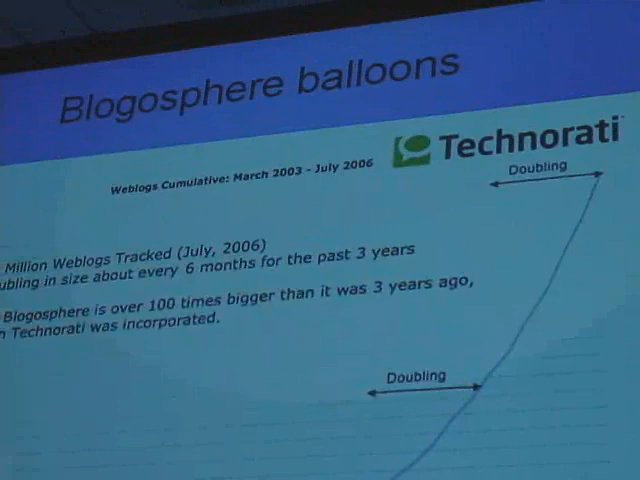 Blogosphere balloons
Technorati
Weblogs Cumulative: March 2003 - July 2006
Doubling
Million Weblogs Tracked (July, 2006)
ubling in size about every 6 months for the past 3 years
Blogosphere is over 100 times bigger than it was 3 years ago,
n Technorati was incorporated.
Doubling